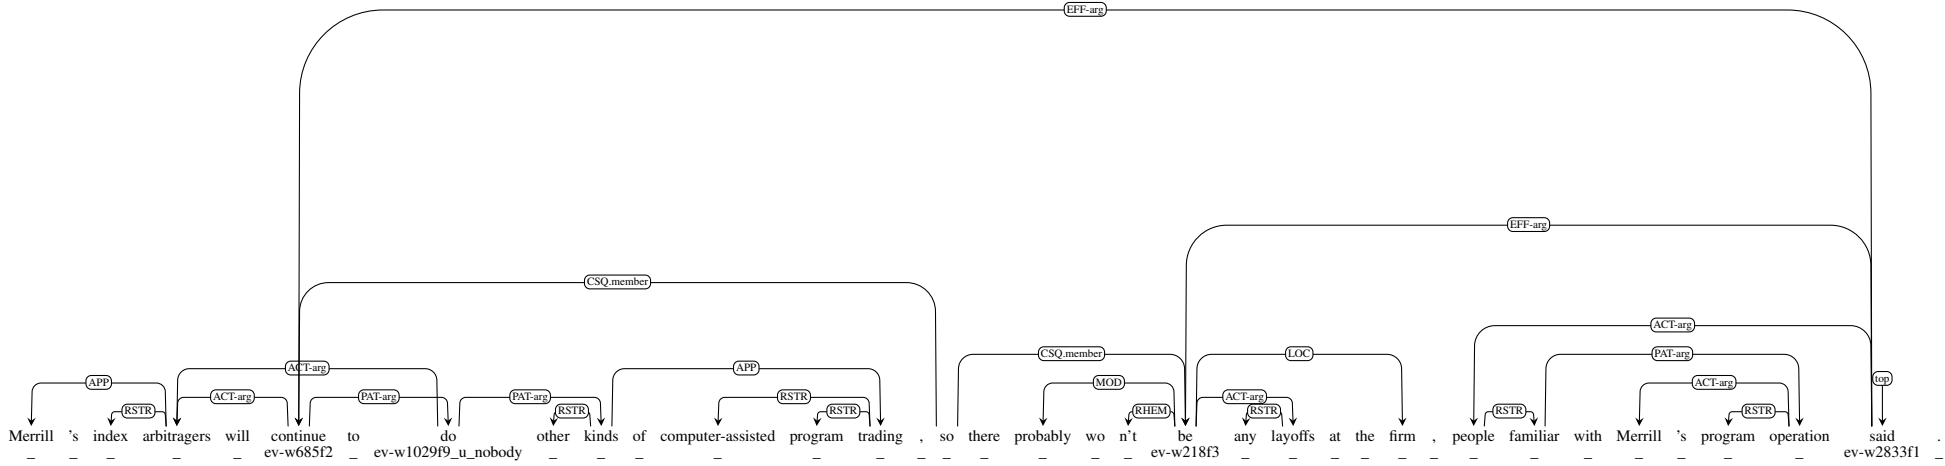 EFF-arg
EFF-arg
CSQ.member
ACT-arg
CSQ.member LOC PAT-arg
ACT-arg APP
APP MOD ACT-arg top
ACT-arg PAT-arg PAT-arg RSTR ACT-arg
RSTR RSTR RSTR RHEM RSTR RSTR RSTR
Merrill 's index arbitragers will continue to do other kinds of computer-assisted program trading , so there probably wo n't be any layoffs at the firm , people familiar with Merrill 's program operation said .
_ _ _ _ _ ev-w685f2 _ ev-w1029f9_u_nobody _ _ _ _ _ _ _ _ _ _ _ _ ev-w218f3 _ _ _ _ _ _ _ _ _ _ _ _ _ ev-w2833f1 _